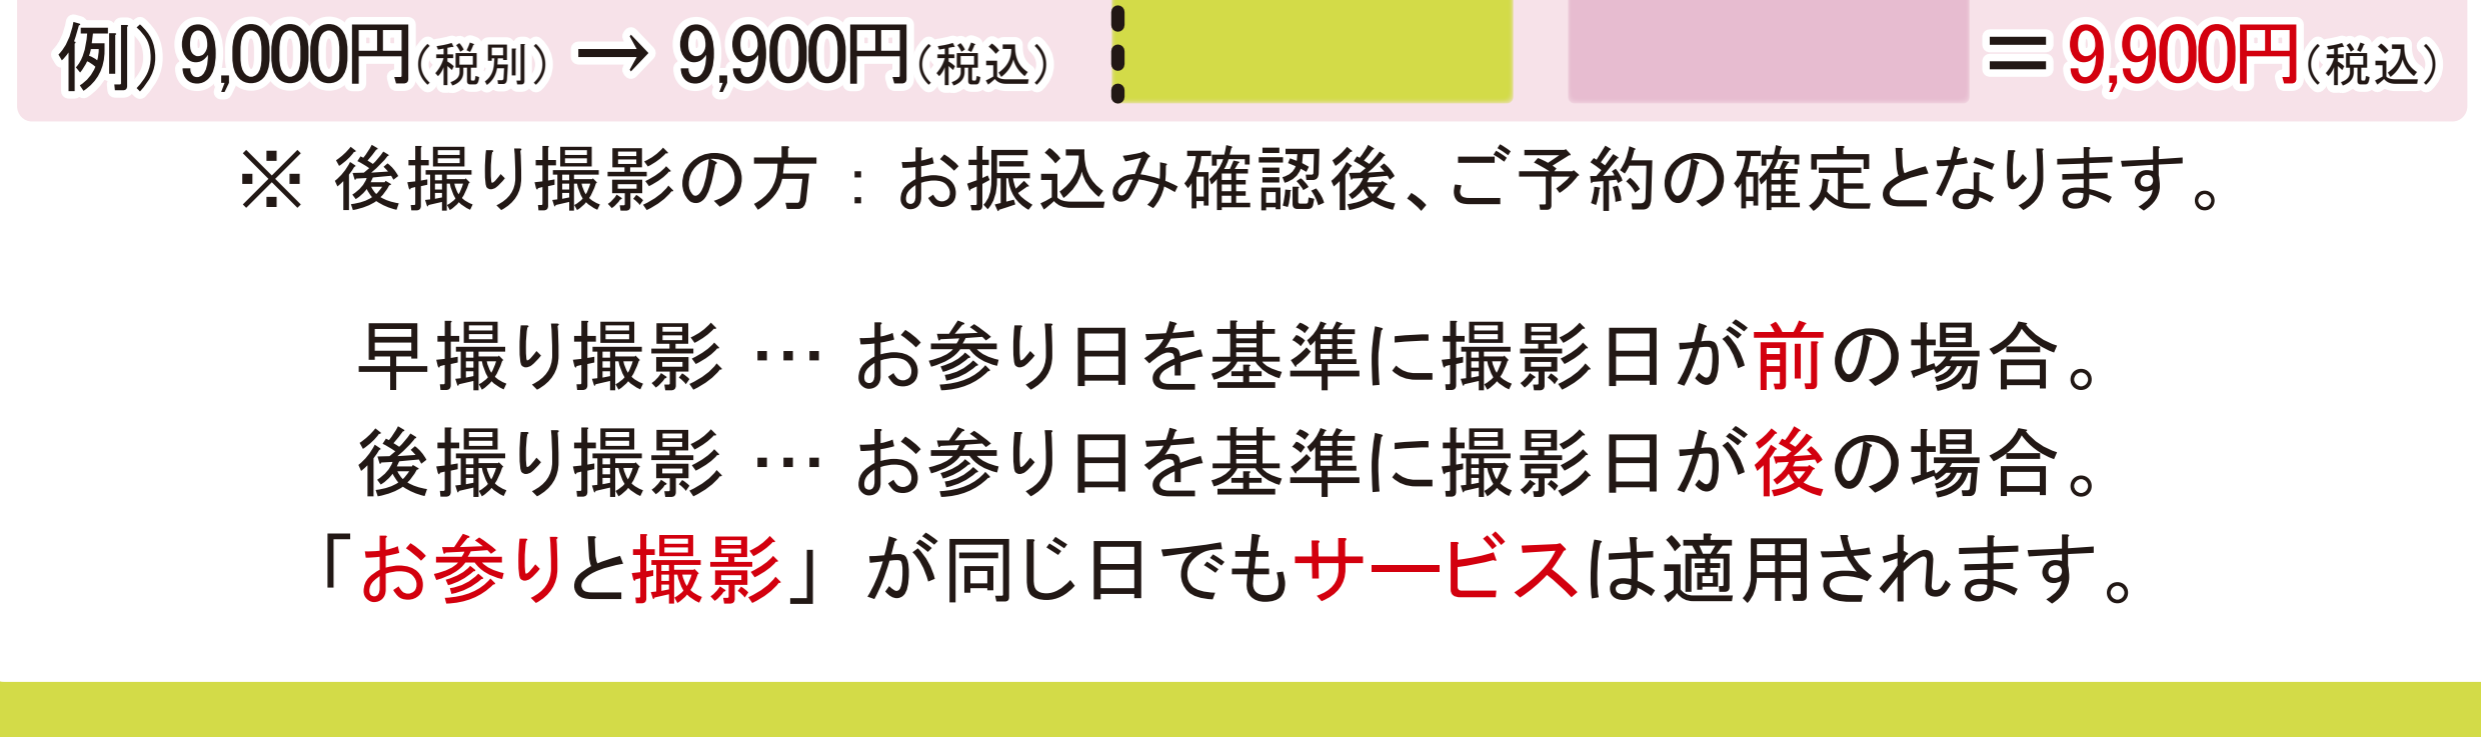 例）9,000円（税別）→ 9,900円（税込） ＝9,900円（税込）
※ 後撮り撮影の方：お振込み確認後、ご予約の確定となります。
早撮り撮影 … お参り日を基準に撮影日が前の場合。
後撮り撮影 … お参り日を基準に撮影日が後の場合。
「お参りと撮影」が同じ日でもサービスは適用されます。